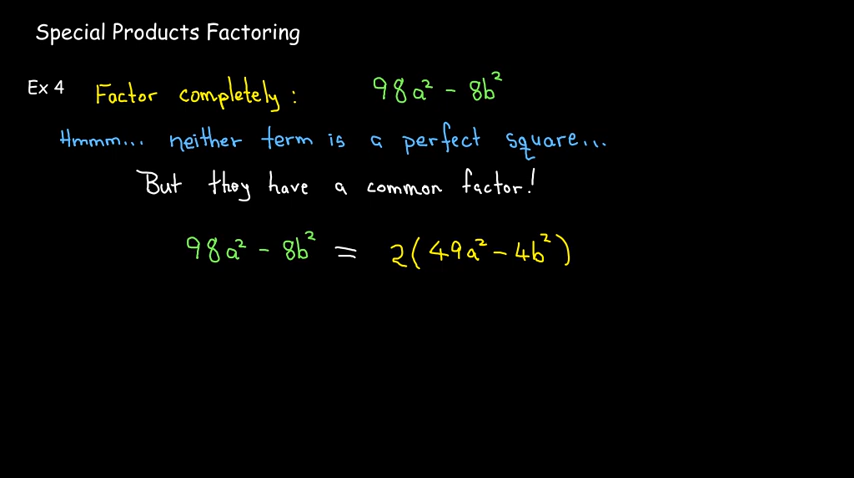 Special Products Factoring
Ex 4 Factor completely: 98a² - 8b²
Hmmm... neither term is a perfect square...
But they have a common factor!
98a² - 8b² = 2(49a² - 4b²)